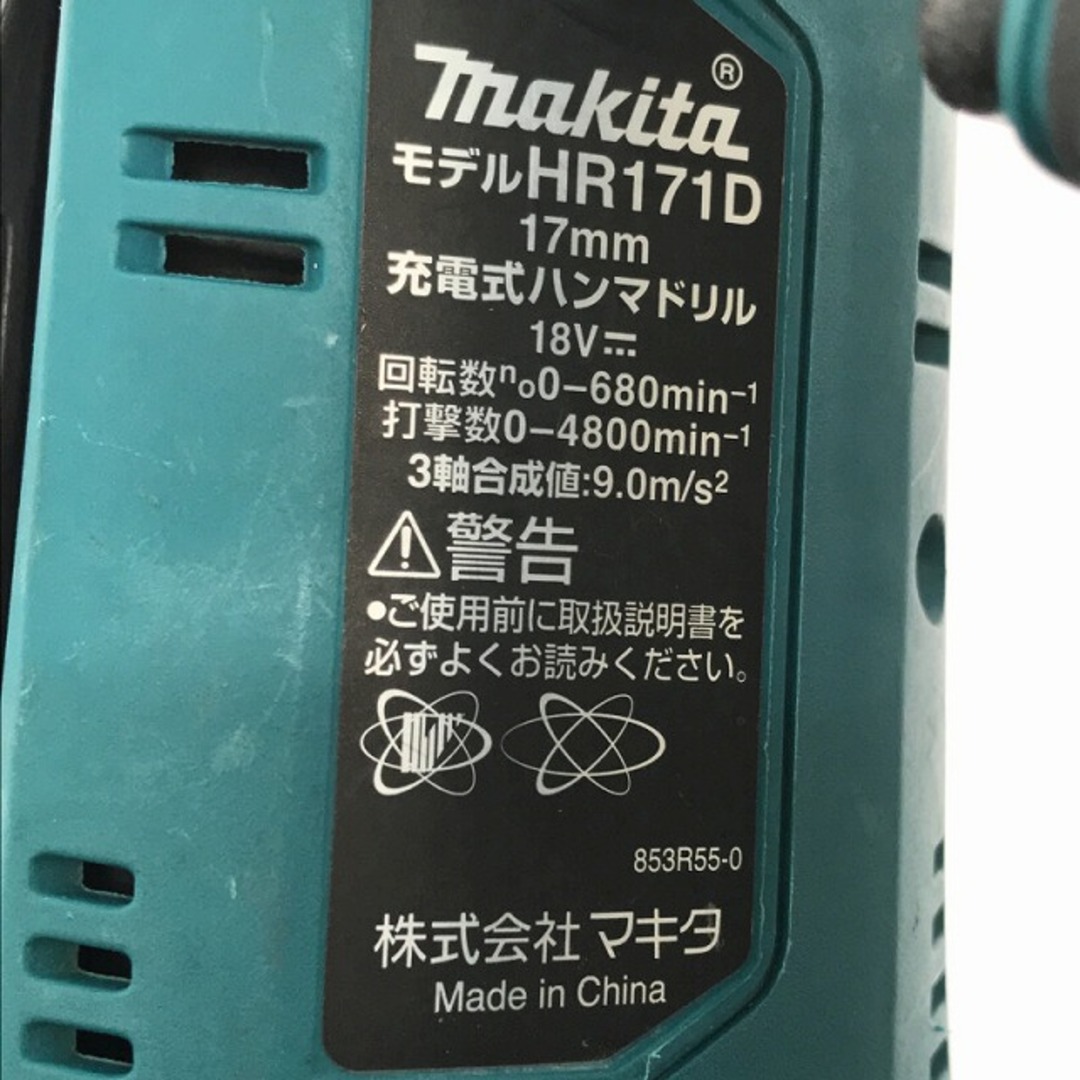 makita®
モデルHR171D
17mm
充電式ハンマドリル
18V⎓
回転数n₀0−680min⁻¹
打撃数0−4800min⁻¹
3軸合成値:9.0m/s²
⚠警告
●ご使用前に取扱説明書を
必ずよくお読みください。
853R55-0
株式会社マキタ
Made in China